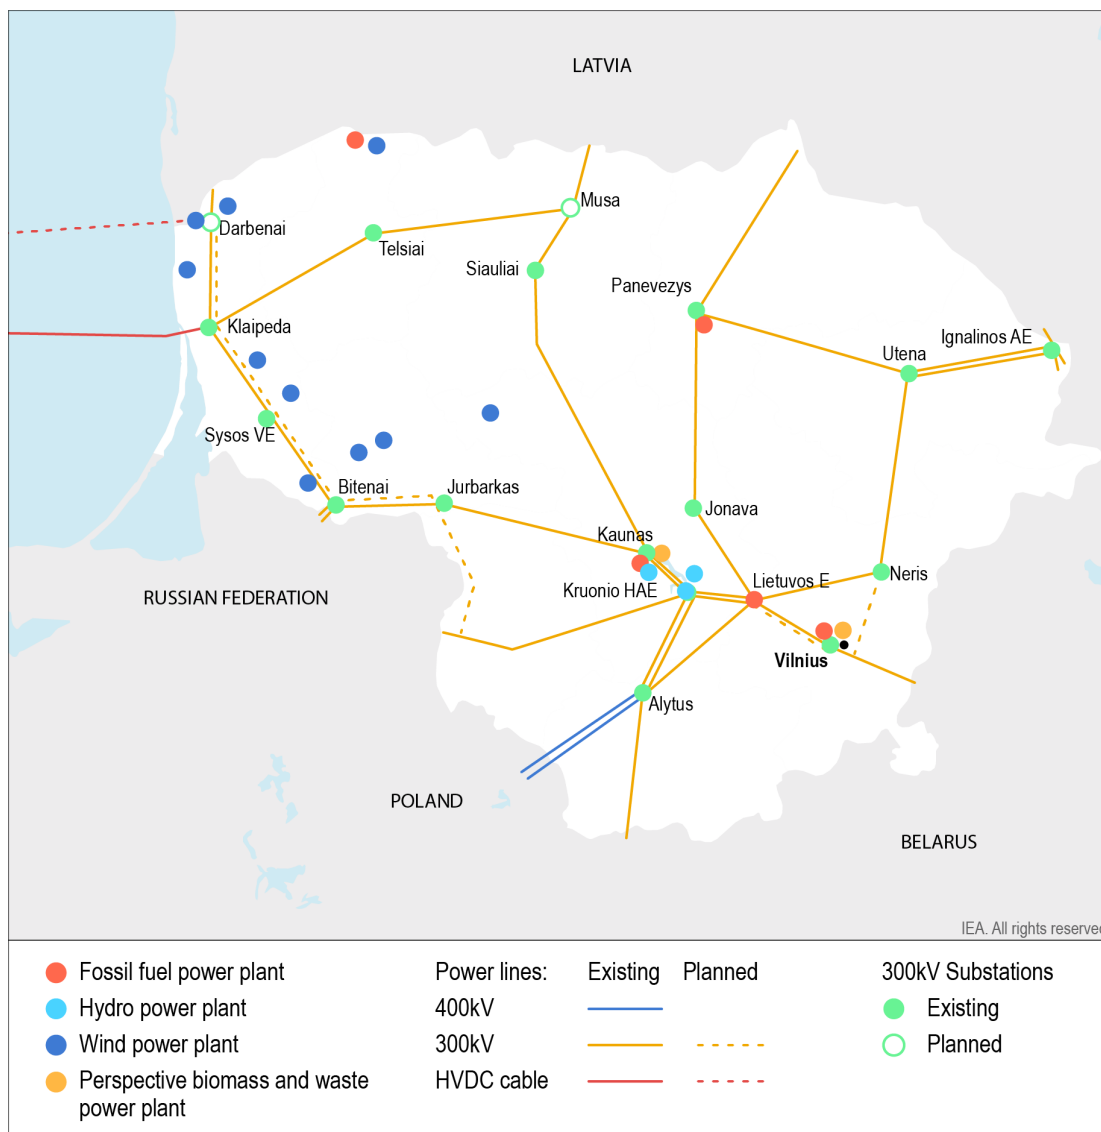 LATVIA
Musa
Darbenai
Telsiai
Siauliai
Panevezys
Klaipeda
Ignalinos AE
Utena
Sysos VE
Bitenai
Jurbarkas
Jonava
Kaunas
Kruonio HAE
Lietuvos E
Neris
RUSSIAN FEDERATION
Vilnius
Alytus
POLAND
BELARUS
IEA. All rights reserved
Fossil fuel power plant
Hydro power plant
Wind power plant
Perspective biomass and waste
power plant
Power lines: Existing Planned
400kV
300kV
HVDC cable
300kV Substations
Existing
Planned